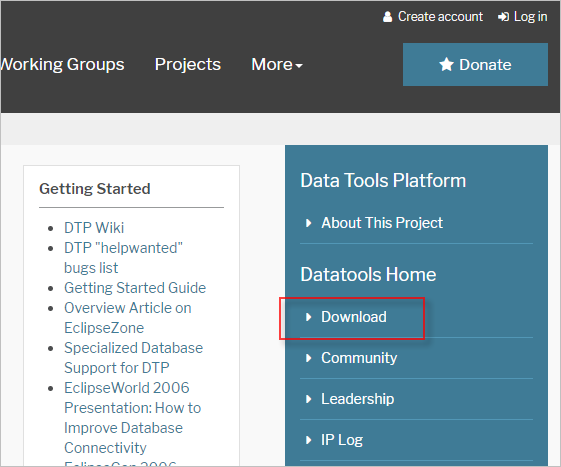 Create account Log in
Working Groups Projects More Donate
Getting Started
DTP Wiki
DTP "helpwanted"
bugs list
Getting Started Guide
Overview Article on
EclipseZone
Specialized Database
Support for DTP
EclipseWorld 2006
Presentation: How to
Improve Database
Connectivity
EclipseCon 2006
Data Tools Platform
About This Project
Datatools Home
Download
Community
Leadership
IP Log